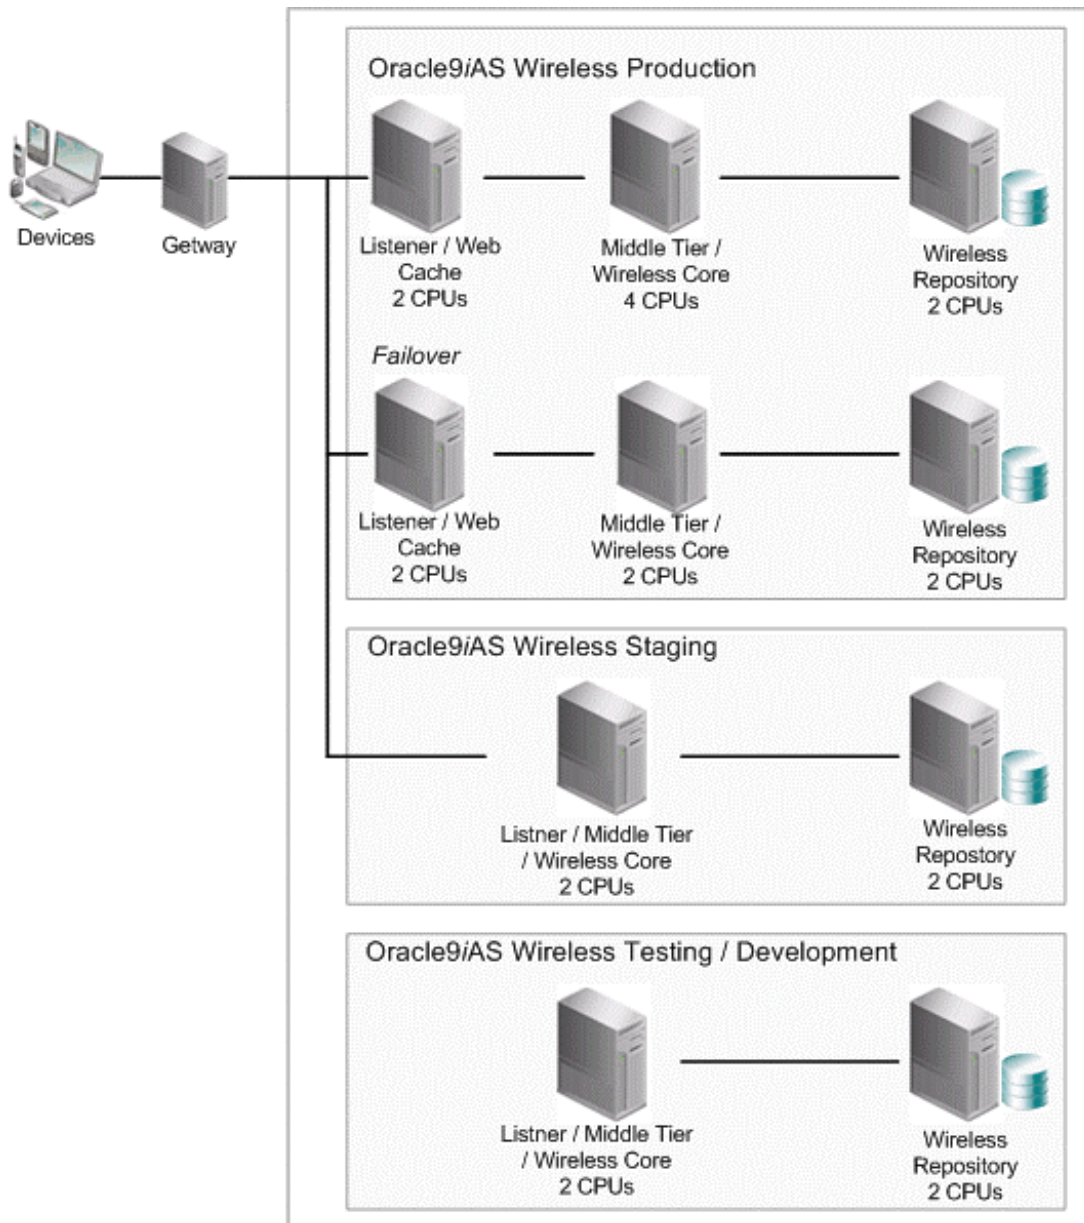 Oracle9iAS Wireless Production
Devices
Getway
Listener / Web
Cache
2 CPUs
Middle Tier /
Wireless Core
4 CPUs
Wireless
Repository
2 CPUs
Failover
Listener / Web
Cache
2 CPUs
Middle Tier /
Wireless Core
2 CPUs
Wireless
Repository
2 CPUs
Oracle9iAS Wireless Staging
Listner / Middle Tier
/ Wireless Core
2 CPUs
Wireless
Repostory
2 CPUs
Oracle9iAS Wireless Testing / Development
Listner / Middle Tier
/ Wireless Core
2 CPUs
Wireless
Repository
2 CPUs